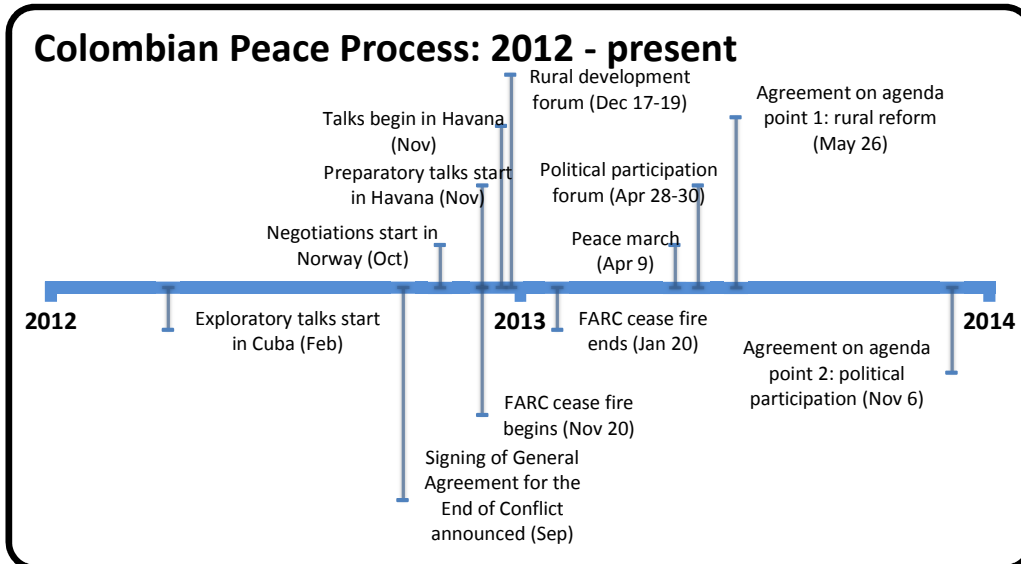 Colombian Peace Process: 2012 - present
Rural development
forum (Dec 17-19)
Agreement on agenda
point 1: rural reform
(May 26)
Talks begin in Havana
(Nov)
Preparatory talks start
in Havana (Nov)
Political participation
forum (Apr 28-30)
Negotiations start in
Norway (Oct)
Peace march
(Apr 9)
2012
2013
2014
Exploratory talks start
in Cuba (Feb)
FARC cease fire
ends (Jan 20)
Agreement on agenda
point 2: political
participation (Nov 6)
FARC cease fire
begins (Nov 20)
Signing of General
Agreement for the
End of Conflict
announced (Sep)